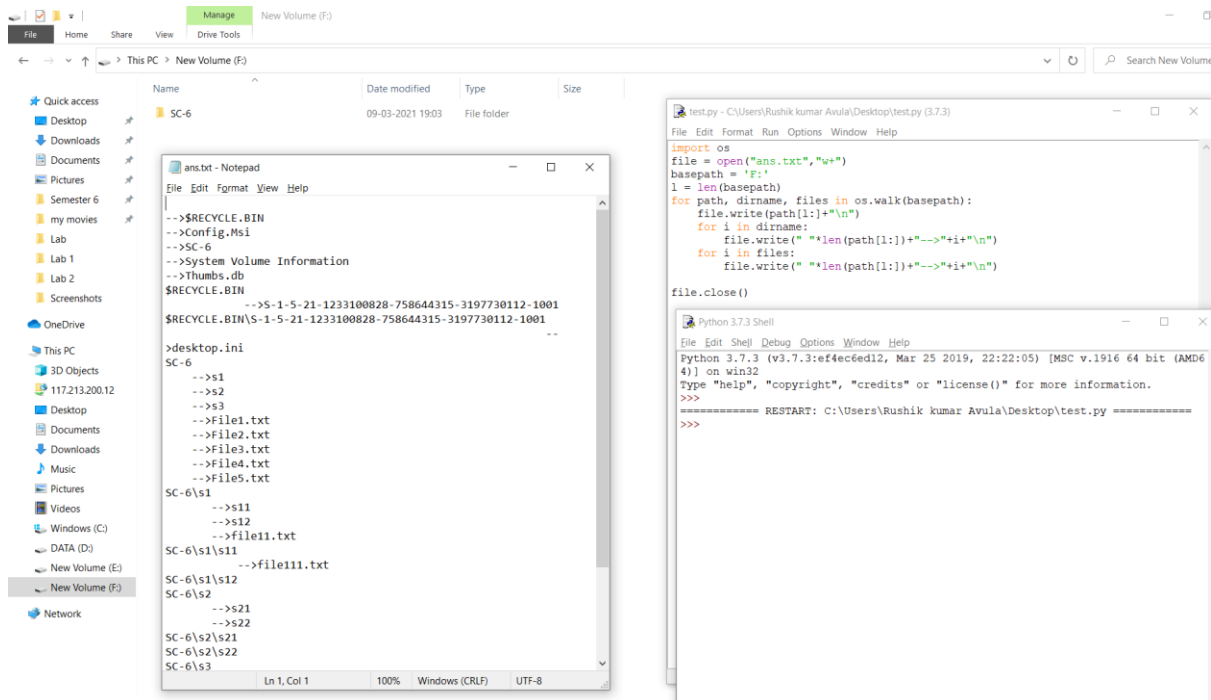 Manage
New Volume (F:)
File Home Share View Drive Tools
This PC > New Volume (F:)
Search New Volume
Quick access
Desktop
Downloads
Documents
Pictures
Semester 6
my movies
Lab
Lab 1
Lab 2
Screenshots
OneDrive
This PC
3D Objects
117.213.200.12
Desktop
Documents
Downloads
Music
Pictures
Videos
Windows (C:)
DATA (D:)
New Volume (E:)
New Volume (F:)
Network
Name Date modified Type Size
SC-6 09-03-2021 19:03 File folder
ans.txt - Notepad
File Edit Format View Help
-->$RECYCLE.BIN
-->Config.Msi
-->SC-6
-->System Volume Information
-->Thumbs.db
$RECYCLE.BIN
-->S-1-5-21-1233100828-758644315-3197730112-1001
$RECYCLE.BIN\S-1-5-21-1233100828-758644315-3197730112-1001
--
>desktop.ini
SC-6
-->s1
-->s2
-->s3
-->File1.txt
-->File2.txt
-->File3.txt
-->File4.txt
-->File5.txt
SC-6\s1
-->s11
-->s12
-->file11.txt
SC-6\s1\s11
-->file111.txt
SC-6\s1\s12
SC-6\s2
-->s21
-->s22
SC-6\s2\s21
SC-6\s2\s22
SC-6\s3
Ln 1, Col 1 100% Windows (CRLF) UTF-8
test.py - C:\Users\Rushik kumar Avula\Desktop\test.py (3.7.3)
File Edit Format Run Options Window Help
import os
file = open("ans.txt","w+")
basepath = 'F:'
l = len(basepath)
for path, dirname, files in os.walk(basepath):
    file.write(path[l:]+"\n")
    for i in dirname:
        file.write(" "*len(path[l:])+"-->"+i+"\n")
    for i in files:
        file.write(" "*len(path[l:])+"-->"+i+"\n")
file.close()
Python 3.7.3 Shell
File Edit Shell Debug Options Window Help
Python 3.7.3 (v3.7.3:ef4ec6ed12, Mar 25 2019, 22:22:05) [MSC v.1916 64 bit (AMD6
4)] on win32
Type "help", "copyright", "credits" or "license()" for more information.
>>>
============ RESTART: C:\Users\Rushik kumar Avula\Desktop\test.py ============
>>>